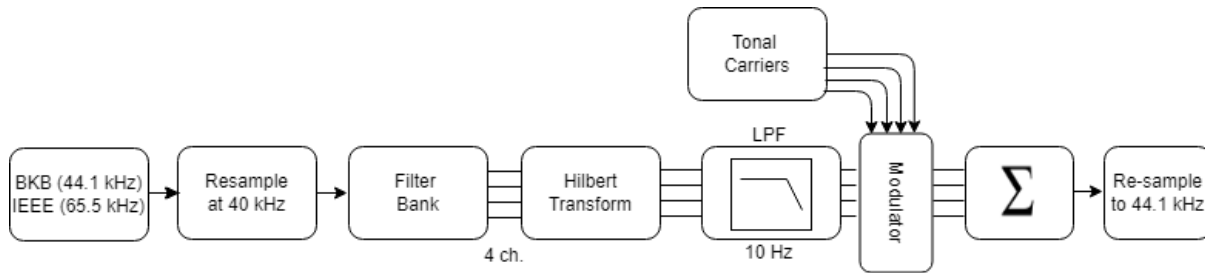 Tonal
Carriers
LPF
BKB (44.1 kHz)
IEEE (65.5 kHz)
Resample
at 40 kHz
Filter
Bank
Hilbert
Transform
Modulator
Σ
Re-sample
to 44.1 kHz
4 ch.
10 Hz